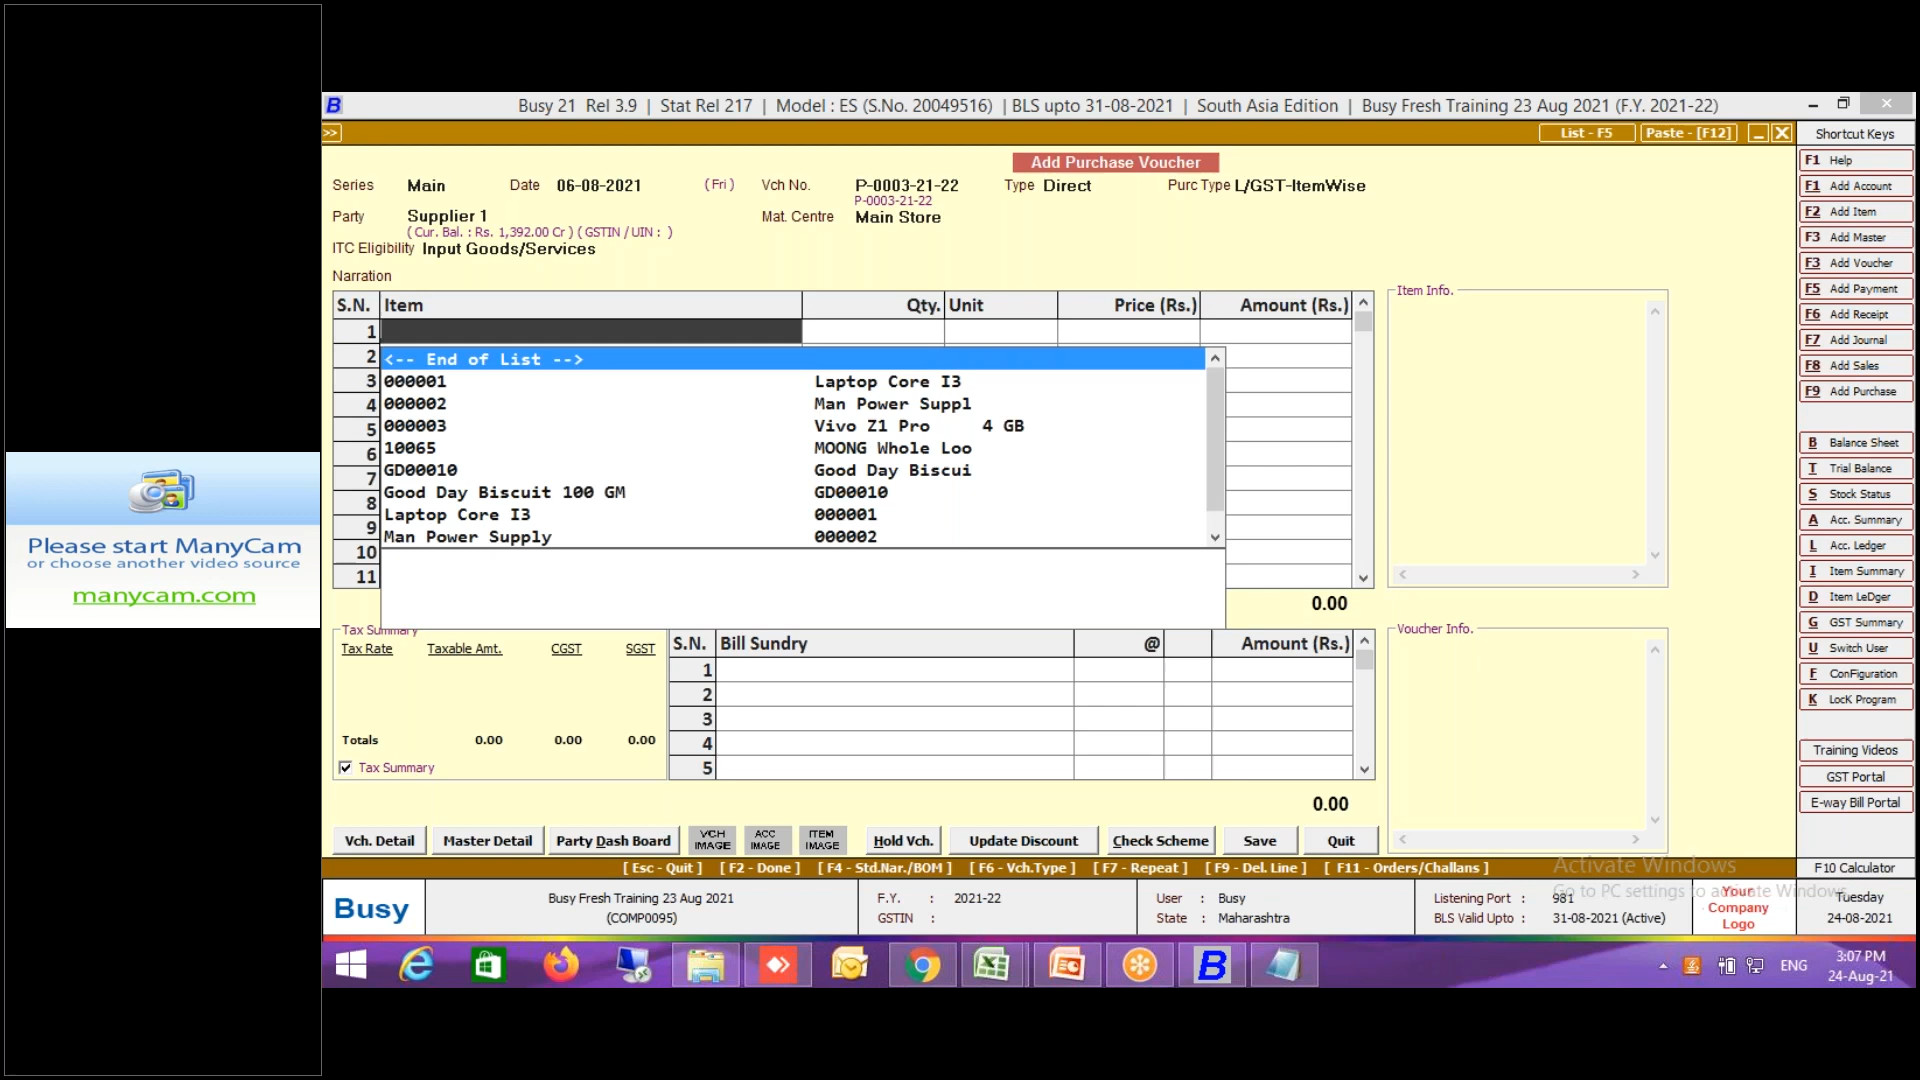 Please start ManyCam
or choose another video source
manycam.com
B Busy 21 Rel 3.9 | Stat Rel 217 | Model : ES (S.No. 20049516) | BLS upto 31-08-2021 | South Asia Edition | Busy Fresh Training 23 Aug 2021 (F.Y. 2021-22)
>> List - F5 Paste - [F12]
Add Purchase Voucher
Series Main Date 06-08-2021 ( Fri ) Vch No. P-0003-21-22 Type Direct Purc Type L/GST-ItemWise
P-0003-21-22
Party Supplier 1 Mat. Centre Main Store
( Cur. Bal. : Rs. 1,392.00 Cr ) ( GSTIN / UIN : )
ITC Eligibility Input Goods/Services
Narration
S.N. Item Qty. Unit Price (Rs.) Amount (Rs.)
1
2 <-- End of List -->
3 000001 Laptop Core I3
4 000002 Man Power Suppl
5 000003 Vivo Z1 Pro 4 GB
6 10065 MOONG Whole Loo
7 GD00010 Good Day Biscui
8 Good Day Biscuit 100 GM GD00010
9 Laptop Core I3 000001
10 Man Power Supply 000002
11
0.00
Item Info.
Tax Summary
Tax Rate Taxable Amt. CGST SGST
Totals 0.00 0.00 0.00
Tax Summary
S.N. Bill Sundry @ Amount (Rs.)
1
2
3
4
5
0.00
Voucher Info.
Vch. Detail Master Detail Party Dash Board VCH IMAGE ACC IMAGE ITEM IMAGE Hold Vch. Update Discount Check Scheme Save Quit
[ Esc - Quit ] [ F2 - Done ] [ F4 - Std.Nar./BOM ] [ F6 - Vch.Type ] [ F7 - Repeat ] [ F9 - Del. Line ] [ F11 - Orders/Challans ]
Shortcut Keys
F1 Help
F1 Add Account
F2 Add Item
F3 Add Master
F3 Add Voucher
F5 Add Payment
F6 Add Receipt
F7 Add Journal
F8 Add Sales
F9 Add Purchase
B Balance Sheet
T Trial Balance
S Stock Status
A Acc. Summary
L Acc. Ledger
I Item Summary
D Item LeDger
G GST Summary
U Switch User
F ConFiguration
K LocK Program
Training Videos
GST Portal
E-way Bill Portal
F10 Calculator
Activate Windows
Go to PC settings to activate Windows.
Busy
Busy Fresh Training 23 Aug 2021
(COMP0095)
F.Y. : 2021-22
GSTIN :
User : Busy
State : Maharashtra
Listening Port : 981
BLS Valid Upto : 31-08-2021 (Active)
Your
Company
Logo
Tuesday
24-08-2021
B
ENG
3:07 PM
24-Aug-21